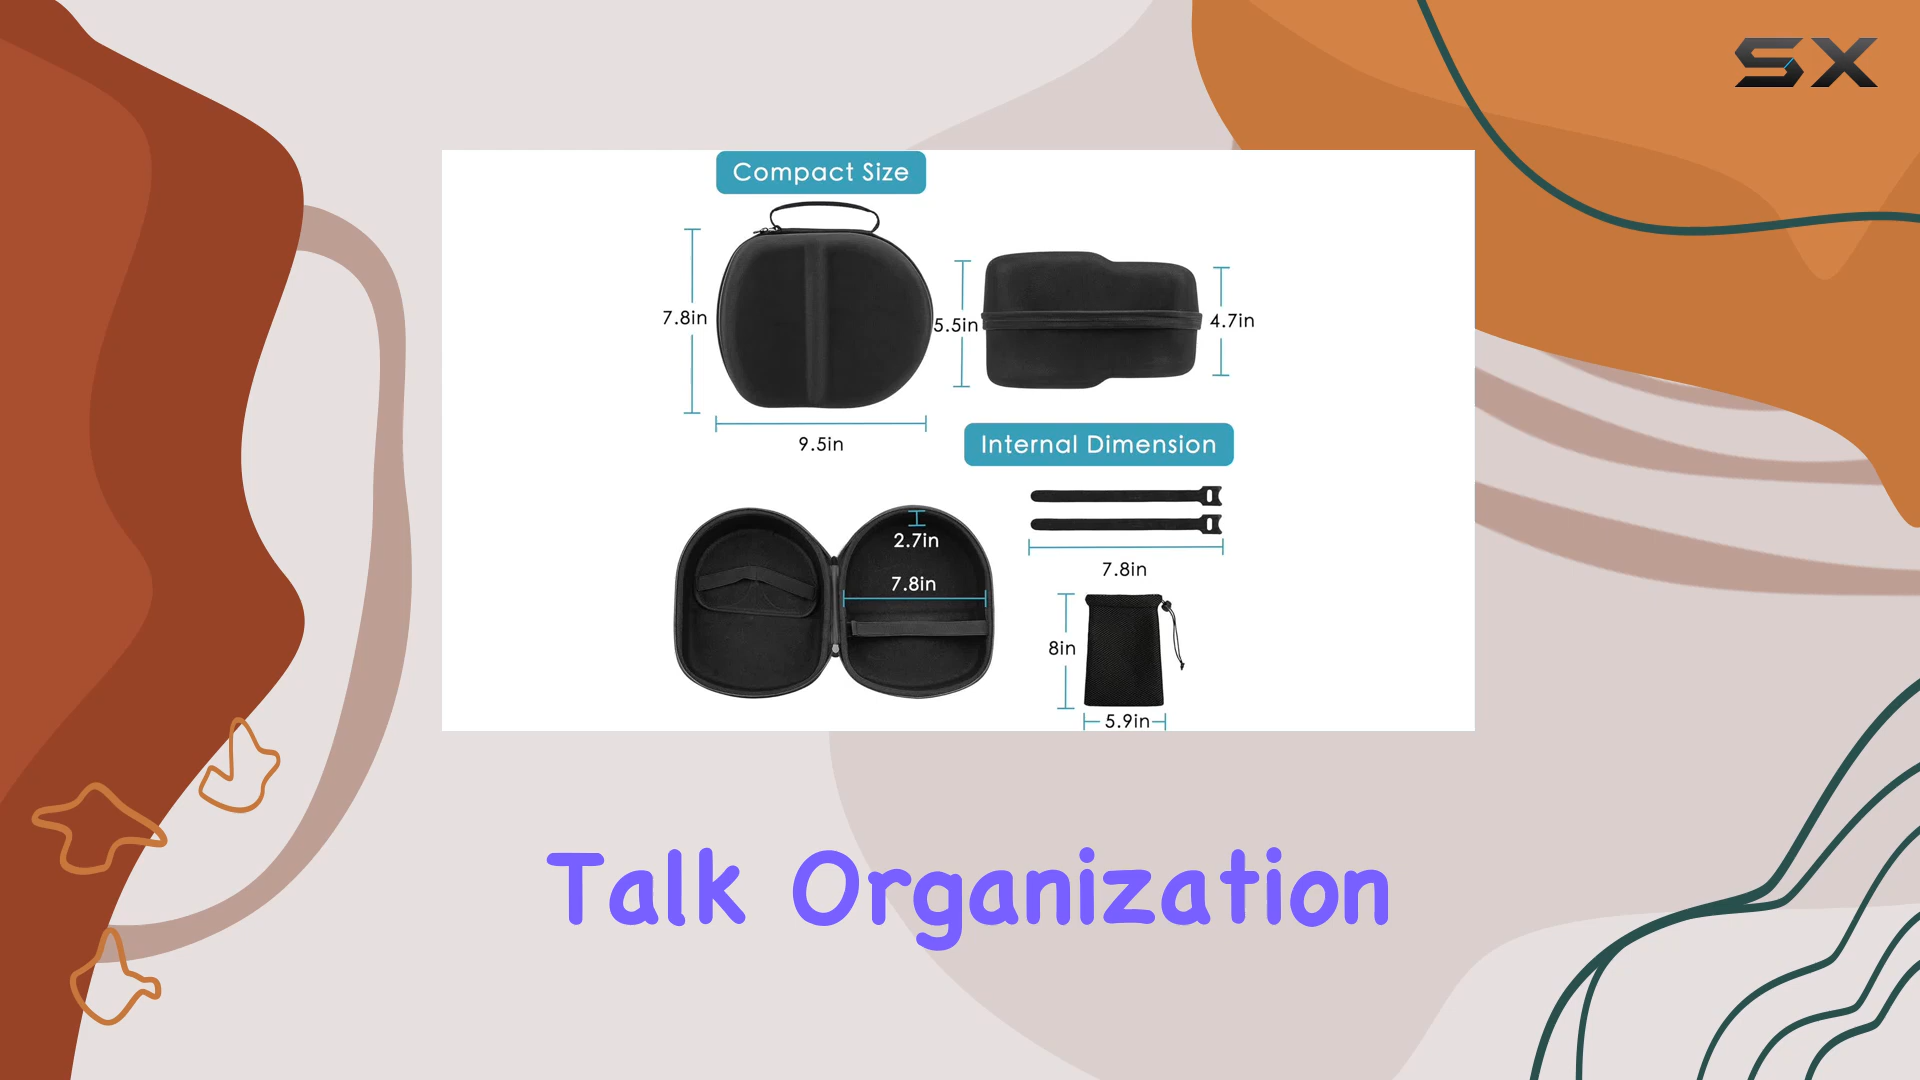 SX
Compact Size
7.8in
5.5in
4.7in
9.5in
Internal Dimension
2.7in
7.8in
7.8in
8in
5.9in
Talk Organization